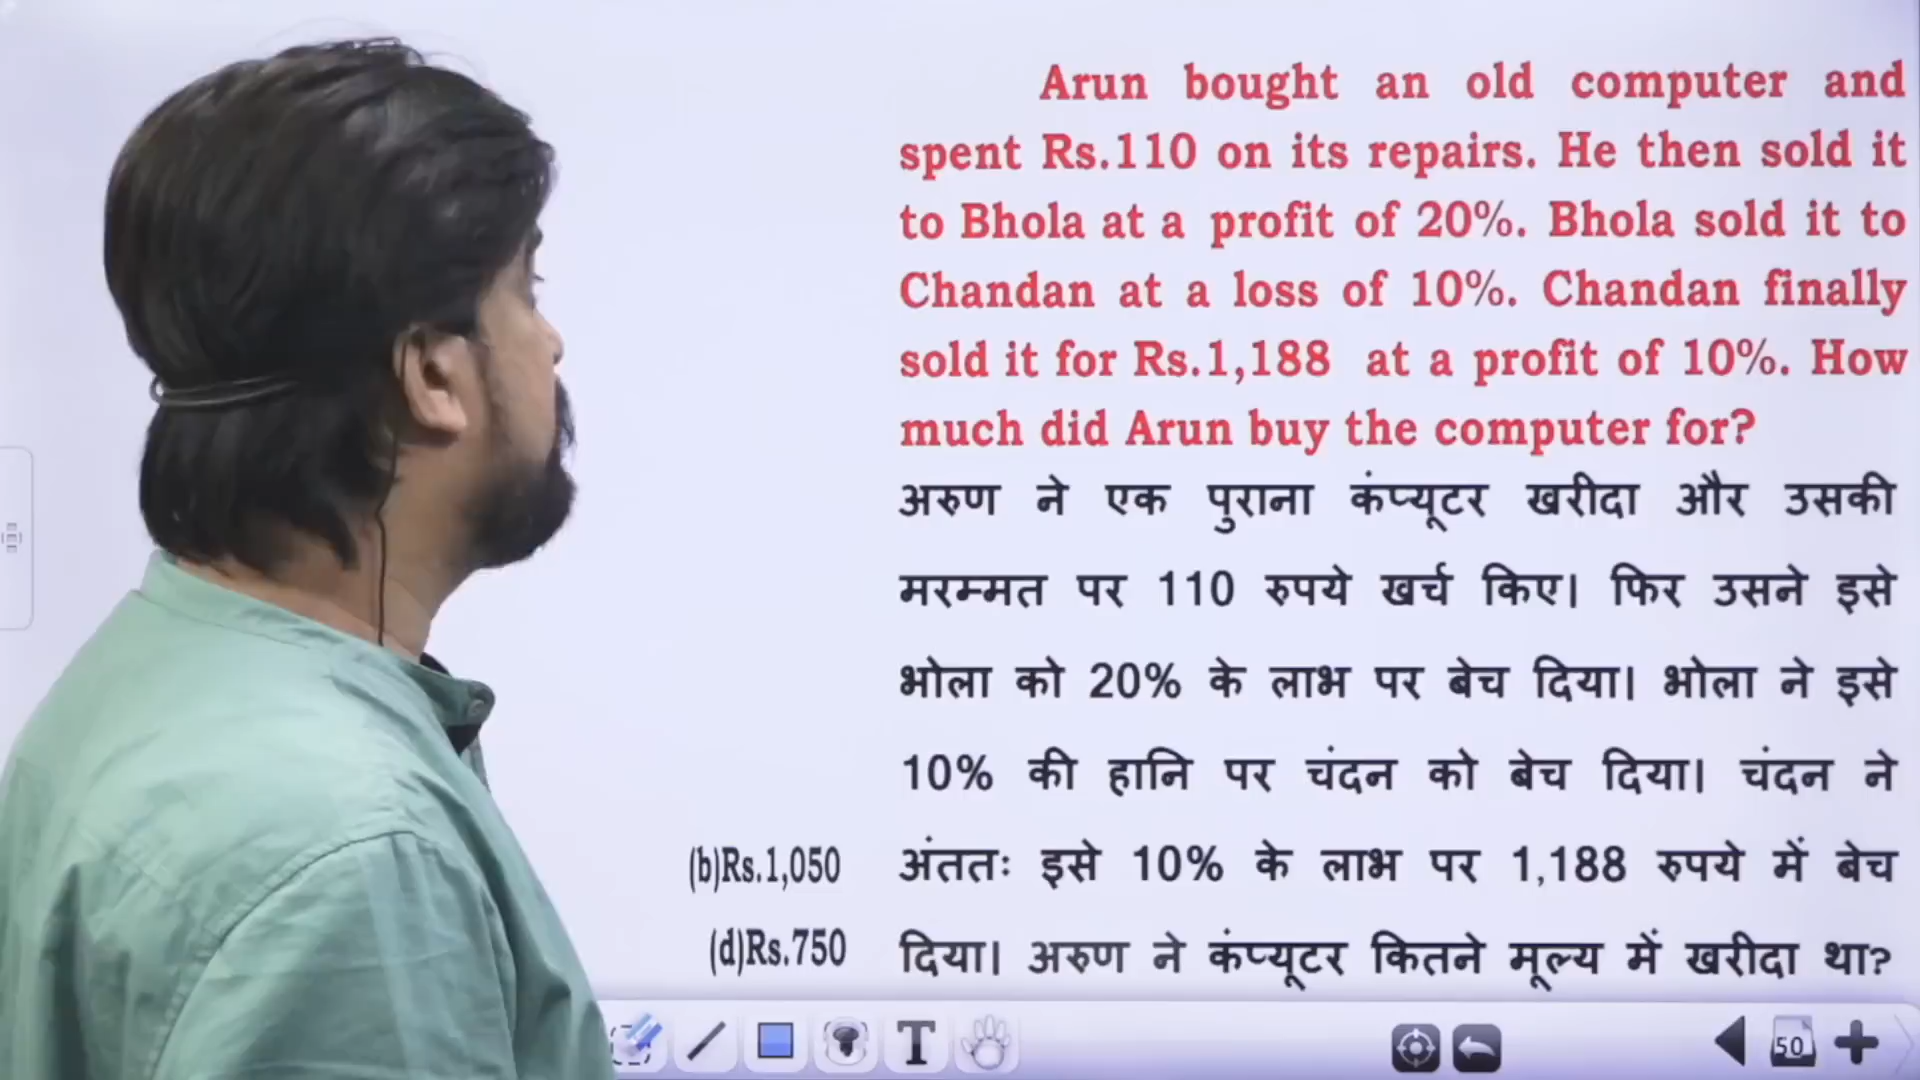 Arun bought an old computer and
spent Rs.110 on its repairs. He then sold it
to Bhola at a profit of 20%. Bhola sold it to
Chandan at a loss of 10%. Chandan finally
sold it for Rs.1,188 at a profit of 10%. How
much did Arun buy the computer for?
अरुण ने एक पुराना कंप्यूटर खरीदा और उसकी
मरम्मत पर 110 रुपये खर्च किए। फिर उसने इसे
भोला को 20% के लाभ पर बेच दिया। भोला ने इसे
10% की हानि पर चंदन को बेच दिया। चंदन ने
अंततः इसे 10% के लाभ पर 1,188 रुपये में बेच
दिया। अरुण ने कंप्यूटर कितने मूल्य में खरीदा था?
(b)Rs.1,050
(d)Rs.750
T
50